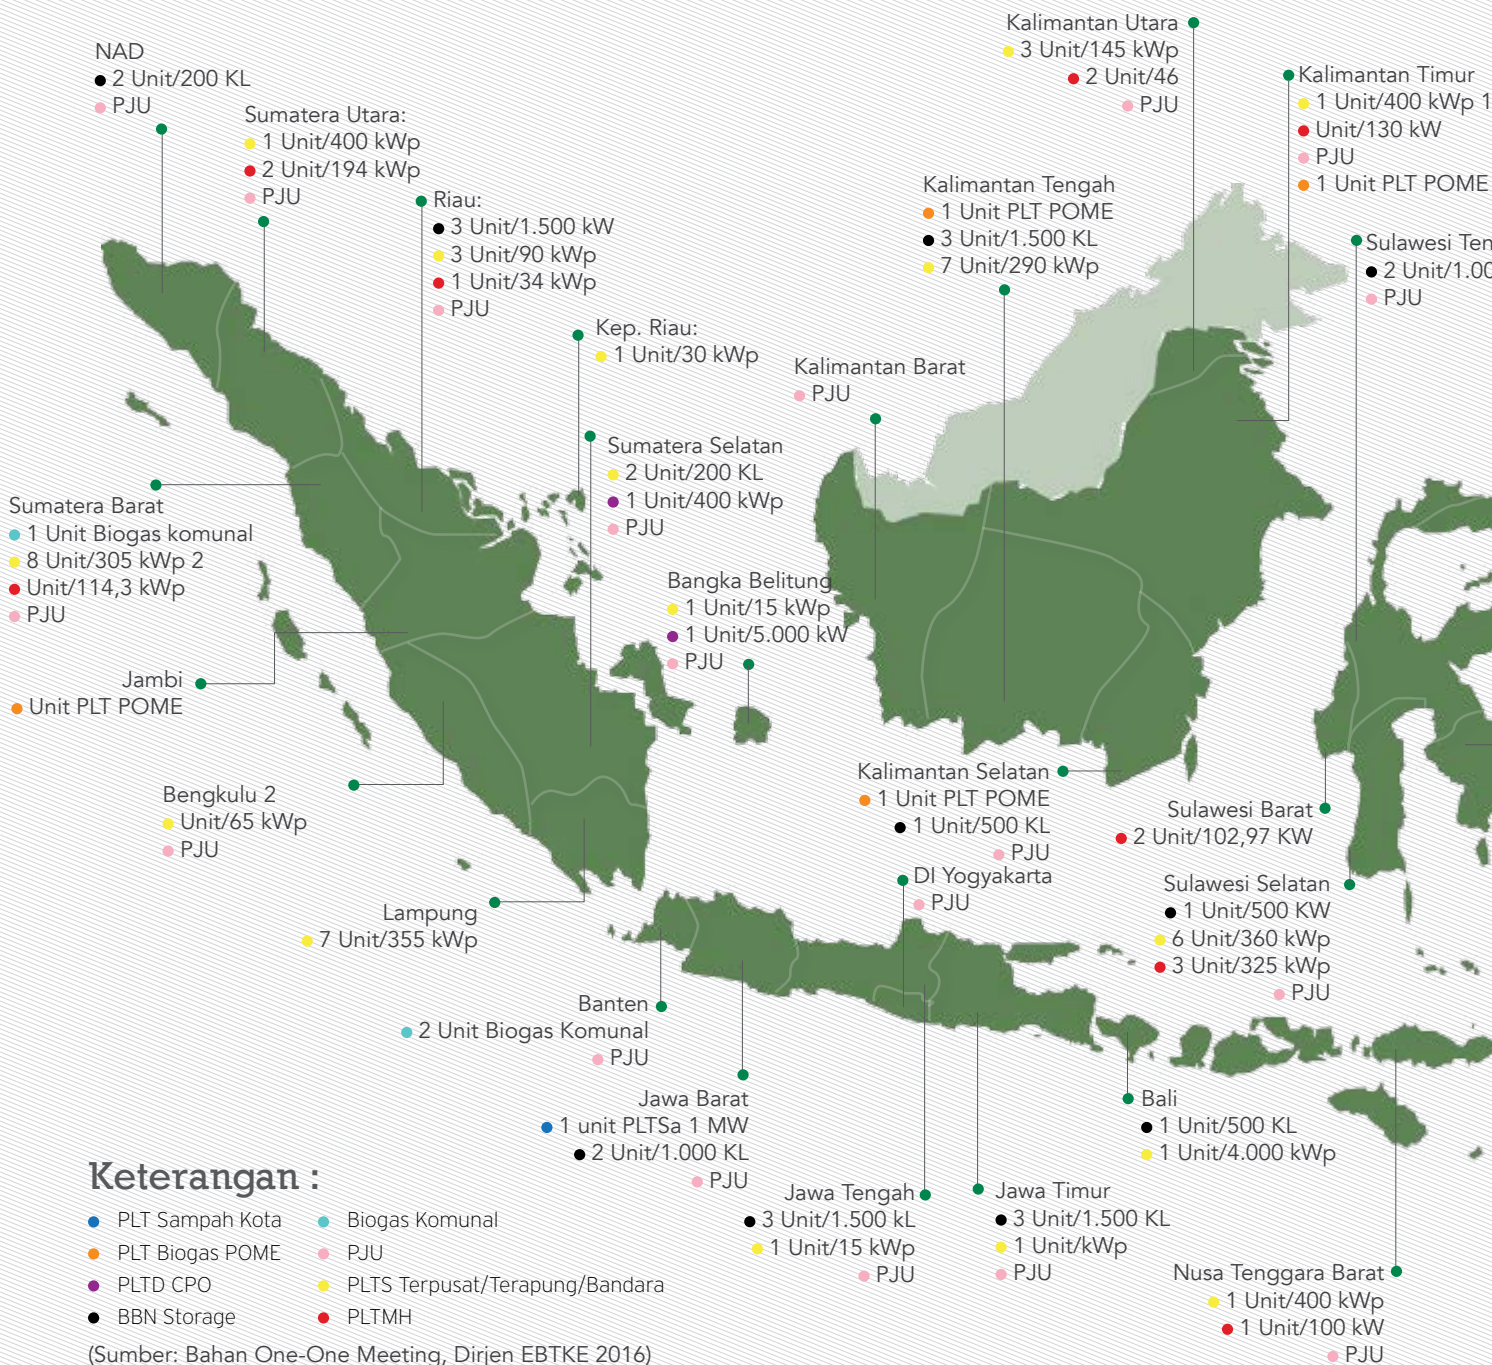 NAD
2 Unit/200 KL
PJU
Sumatera Utara:
1 Unit/400 kWp
2 Unit/194 kWp
PJU
Riau:
3 Unit/1.500 kW
3 Unit/90 kWp
1 Unit/34 kWp
PJU
Kep. Riau:
1 Unit/30 kWp
Sumatera Selatan
2 Unit/200 KL
1 Unit/400 kWp
PJU
Bangka Belitung
1 Unit/15 kWp
1 Unit/5.000 kW
PJU
Sumatera Barat
1 Unit Biogas komunal
8 Unit/305 kWp 2
Unit/114,3 kWp
PJU
Jambi
Unit PLT POME
Bengkulu 2
Unit/65 kWp
PJU
Lampung
7 Unit/355 kWp
Kalimantan Utara
3 Unit/145 kWp
2 Unit/46
PJU
Kalimantan Timur
1 Unit/400 kWp 1
Unit/130 kW
PJU
1 Unit PLT POME
Kalimantan Tengah
1 Unit PLT POME
3 Unit/1.500 KL
7 Unit/290 kWp
Kalimantan Barat
PJU
Sulawesi Ten
2 Unit/1.00
PJU
Kalimantan Selatan
1 Unit PLT POME
1 Unit/500 KL
PJU
Sulawesi Barat
2 Unit/102,97 KW
Sulawesi Selatan
1 Unit/500 KW
6 Unit/360 kWp
3 Unit/325 kWp
PJU
DI Yogyakarta
PJU
Banten
2 Unit Biogas Komunal
PJU
Jawa Barat
1 unit PLTSa 1 MW
2 Unit/1.000 KL
PJU
Jawa Tengah
3 Unit/1.500 kL
1 Unit/15 kWp
PJU
Jawa Timur
3 Unit/1.500 KL
1 Unit/kWp
PJU
Bali
1 Unit/500 KL
1 Unit/4.000 kWp
Nusa Tenggara Barat
1 Unit/400 kWp
1 Unit/100 kW
PJU
Keterangan :
PLT Sampah Kota
PLT Biogas POME
PLTD CPO
BBN Storage
Biogas Komunal
PJU
PLTS Terpusat/Terapung/Bandara
PLTMH
(Sumber: Bahan One-One Meeting, Dirjen EBTKE 2016)